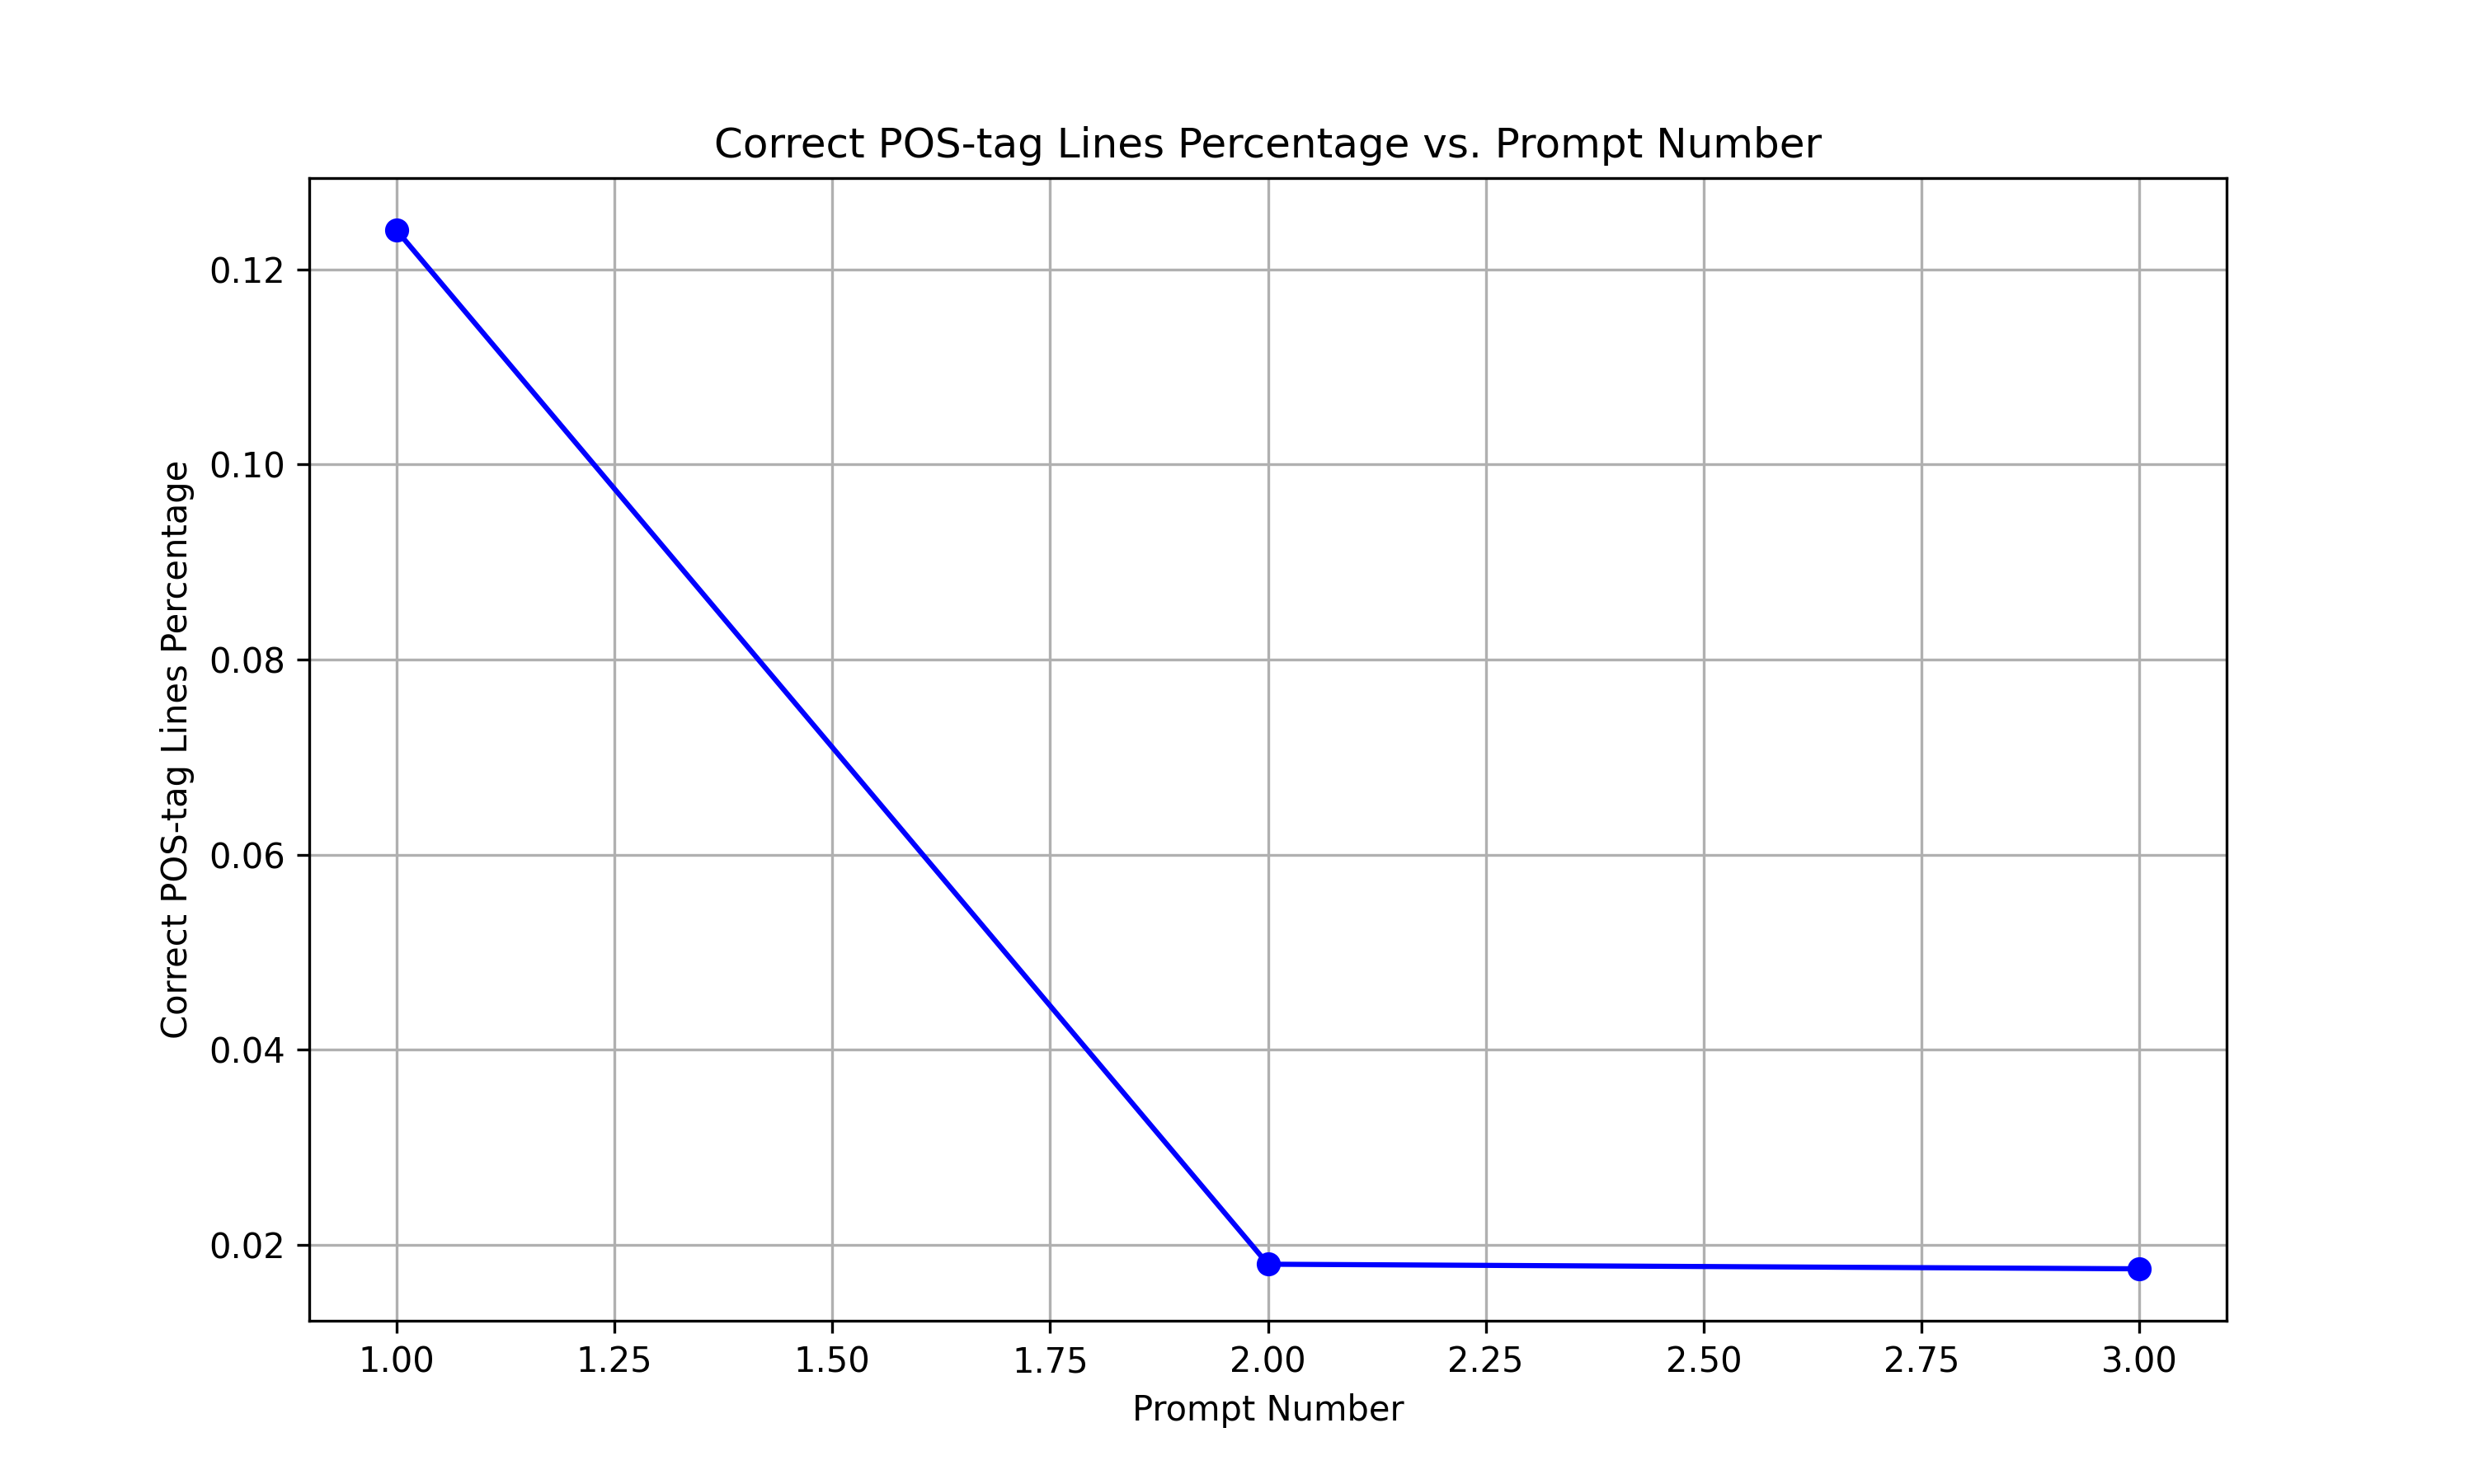 Correct POS-tag Lines Percentage vs. Prompt Number
Correct POS-tag Lines Percentage
0.12
0.10
0.08
0.06
0.04
0.02
1.00 1.25 1.50 1.75 2.00 2.25 2.50 2.75 3.00
Prompt Number